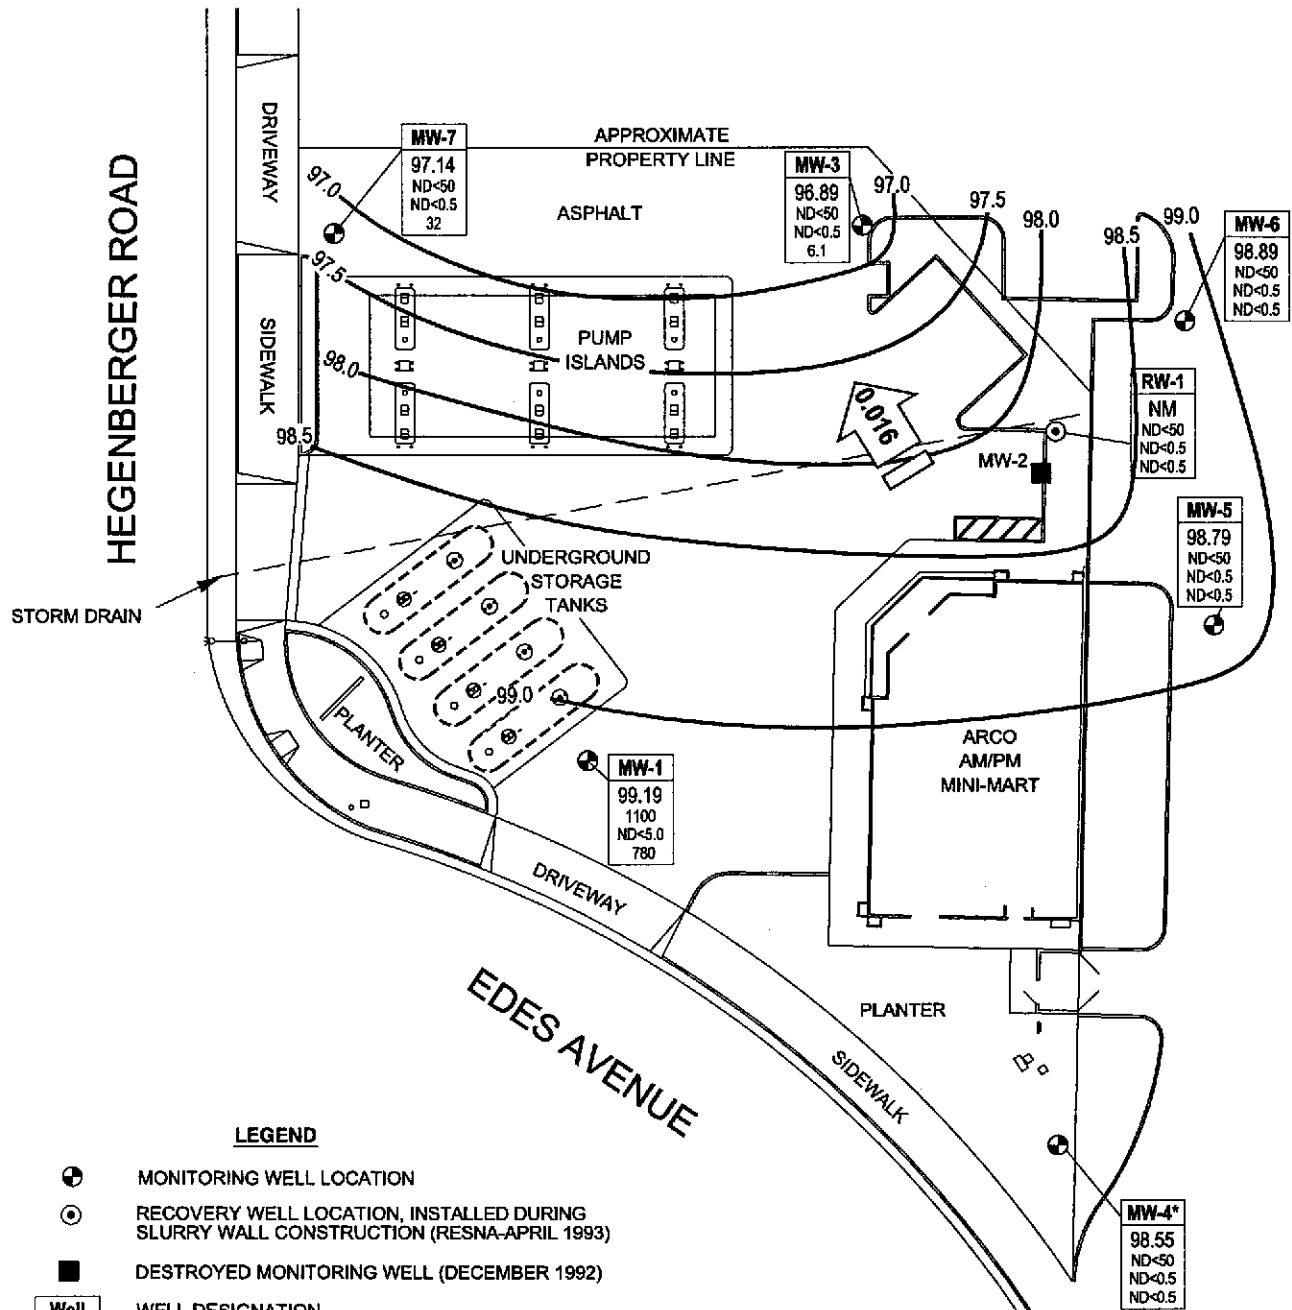 HEGENBERGER ROAD
DRIVEWAY
SIDEWALK
MW-7
97.14
ND<50
ND<0.5
32
APPROXIMATE
PROPERTY LINE
ASPHALT
MW-3
96.89
ND<50
ND<0.5
6.1
97.0
97.0
97.5
98.0
98.5
99.0
MW-6
98.89
ND<50
ND<0.5
ND<0.5
97.5
98.0
98.5
PUMP
ISLANDS
0.016
RW-1
NM
ND<50
ND<0.5
ND<0.5
MW-2
MW-5
98.79
ND<50
ND<0.5
ND<0.5
STORM DRAIN
UNDERGROUND
STORAGE
TANKS
99.0
PLANTER
MW-1
99.19
1100
ND<5.0
780
ARCO
AM/PM
MINI-MART
DRIVEWAY
EDES AVENUE
PLANTER
SIDEWALK
MW-4*
98.55
ND<50
ND<0.5
ND<0.5
LEGEND
MONITORING WELL LOCATION
RECOVERY WELL LOCATION, INSTALLED DURING
SLURRY WALL CONSTRUCTION (RESNA-APRIL 1993)
DESTROYED MONITORING WELL (DECEMBER 1992)
Well WELL DESIGNATION